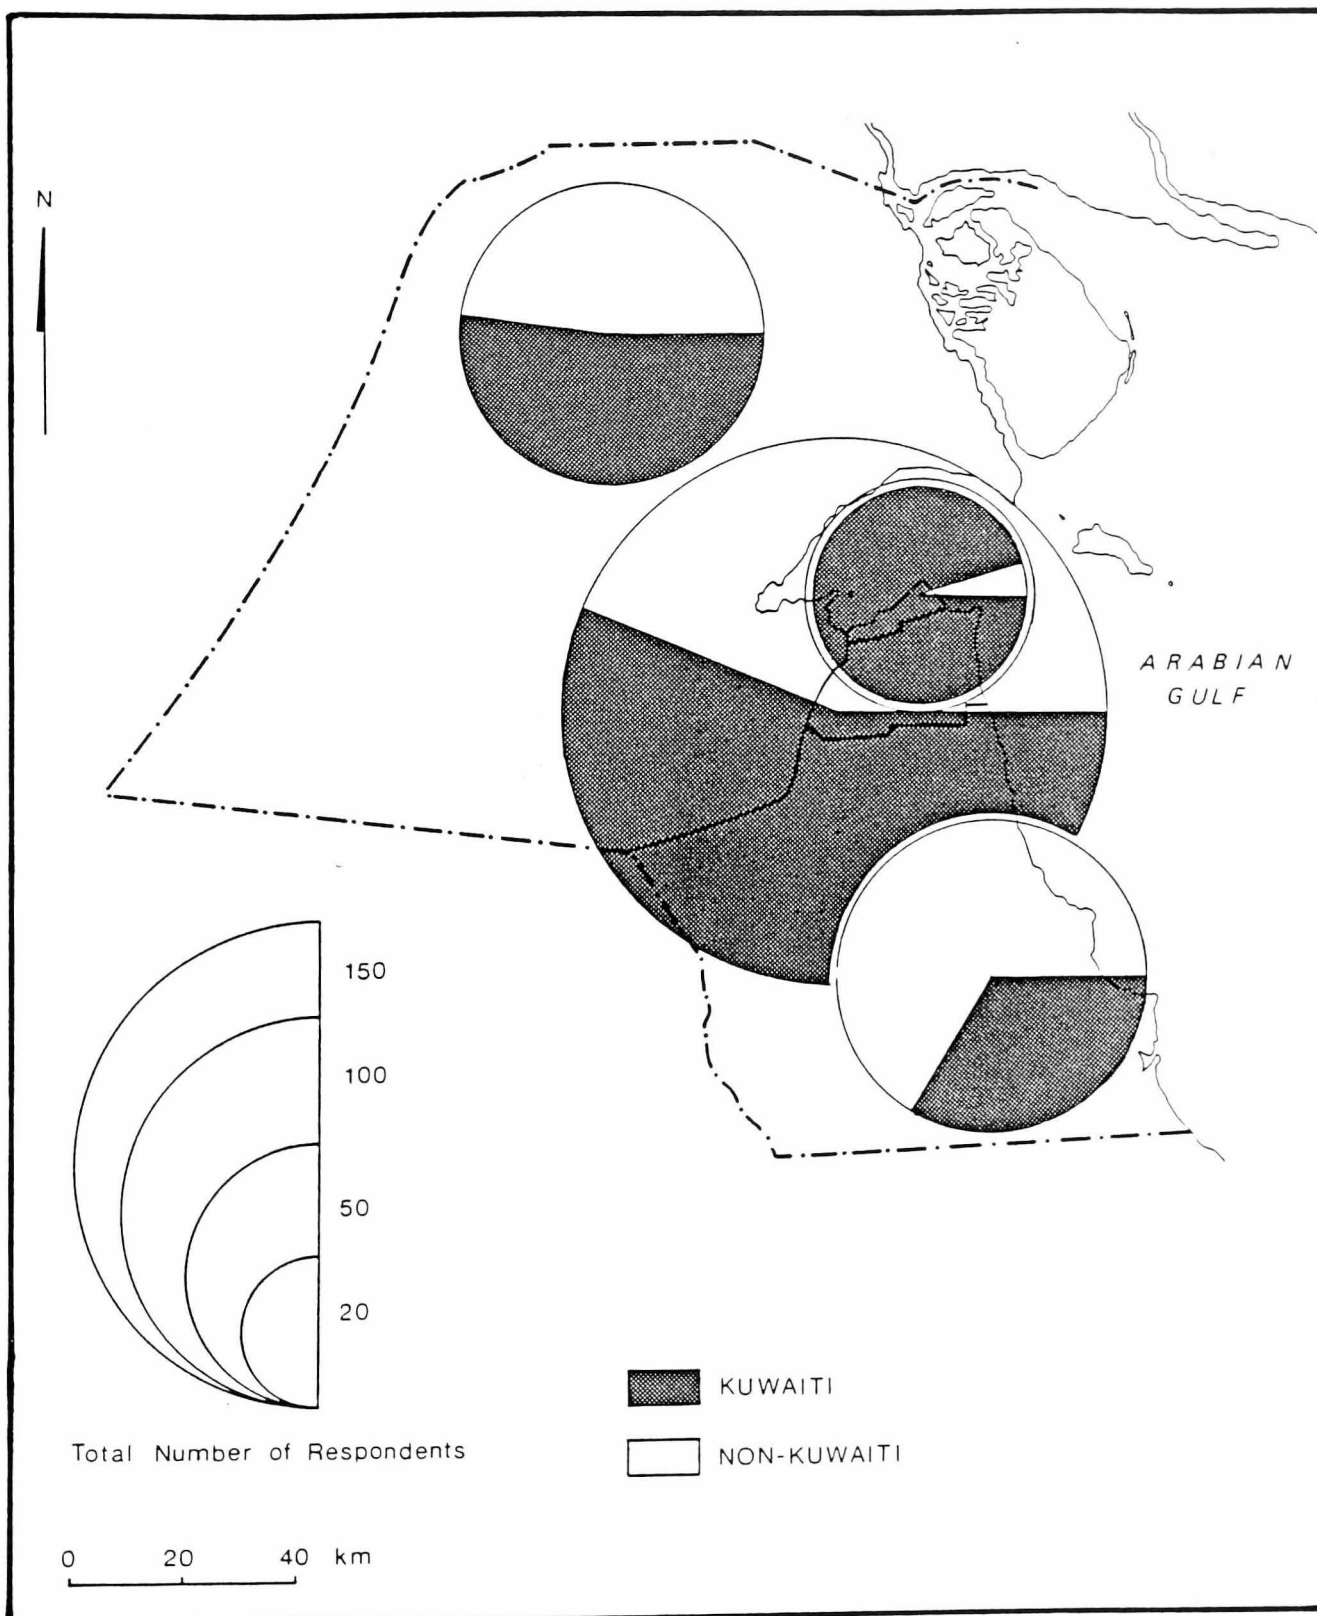 N
ARABIAN
GULF
150
100
50
20
KUWAITI
NON-KUWAITI
Total Number of Respondents
0 20 40 km